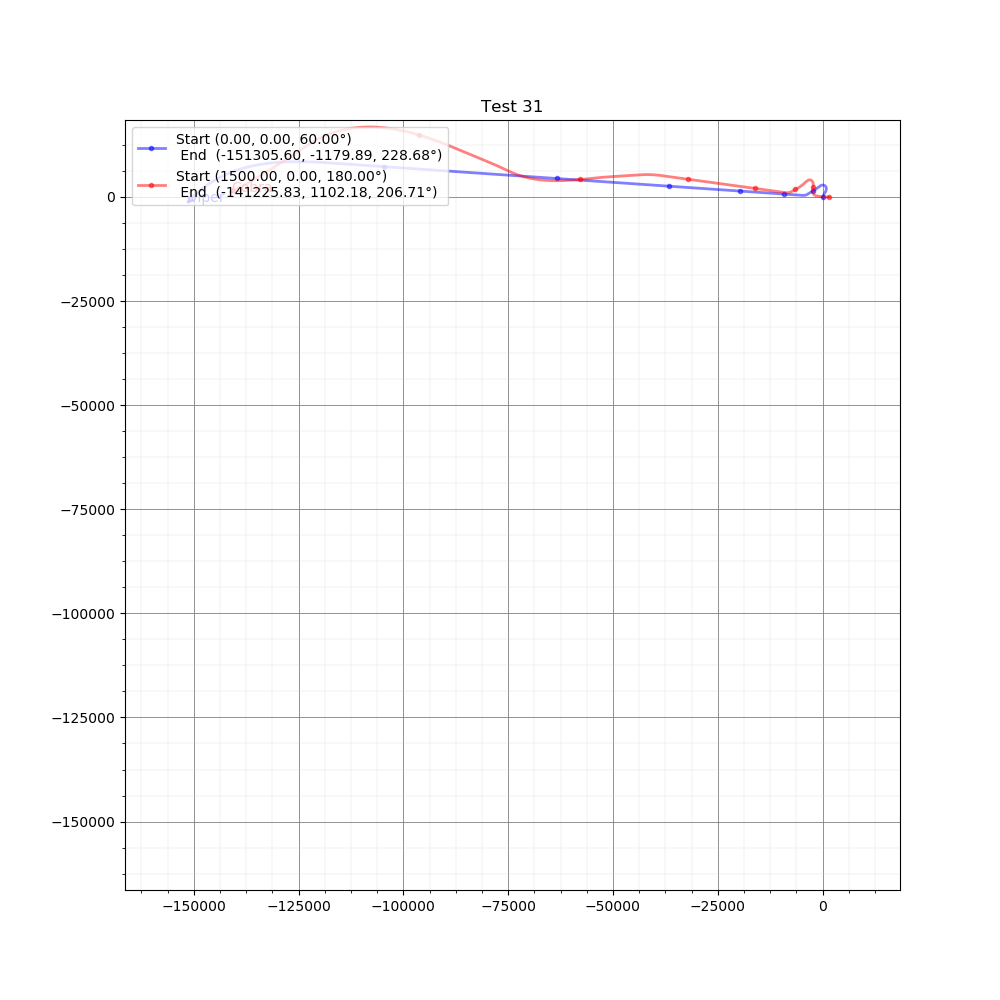 Test 31
Start (0.00, 0.00, 60.00°)
End (-151305.60, -1179.89, 228.68°)
Start (1500.00, 0.00, 180.00°)
End (-141225.83, 1102.18, 206.71°)
0
−25000
−50000
−75000
−100000
−125000
−150000
−150000 −125000 −100000 −75000 −50000 −25000 0